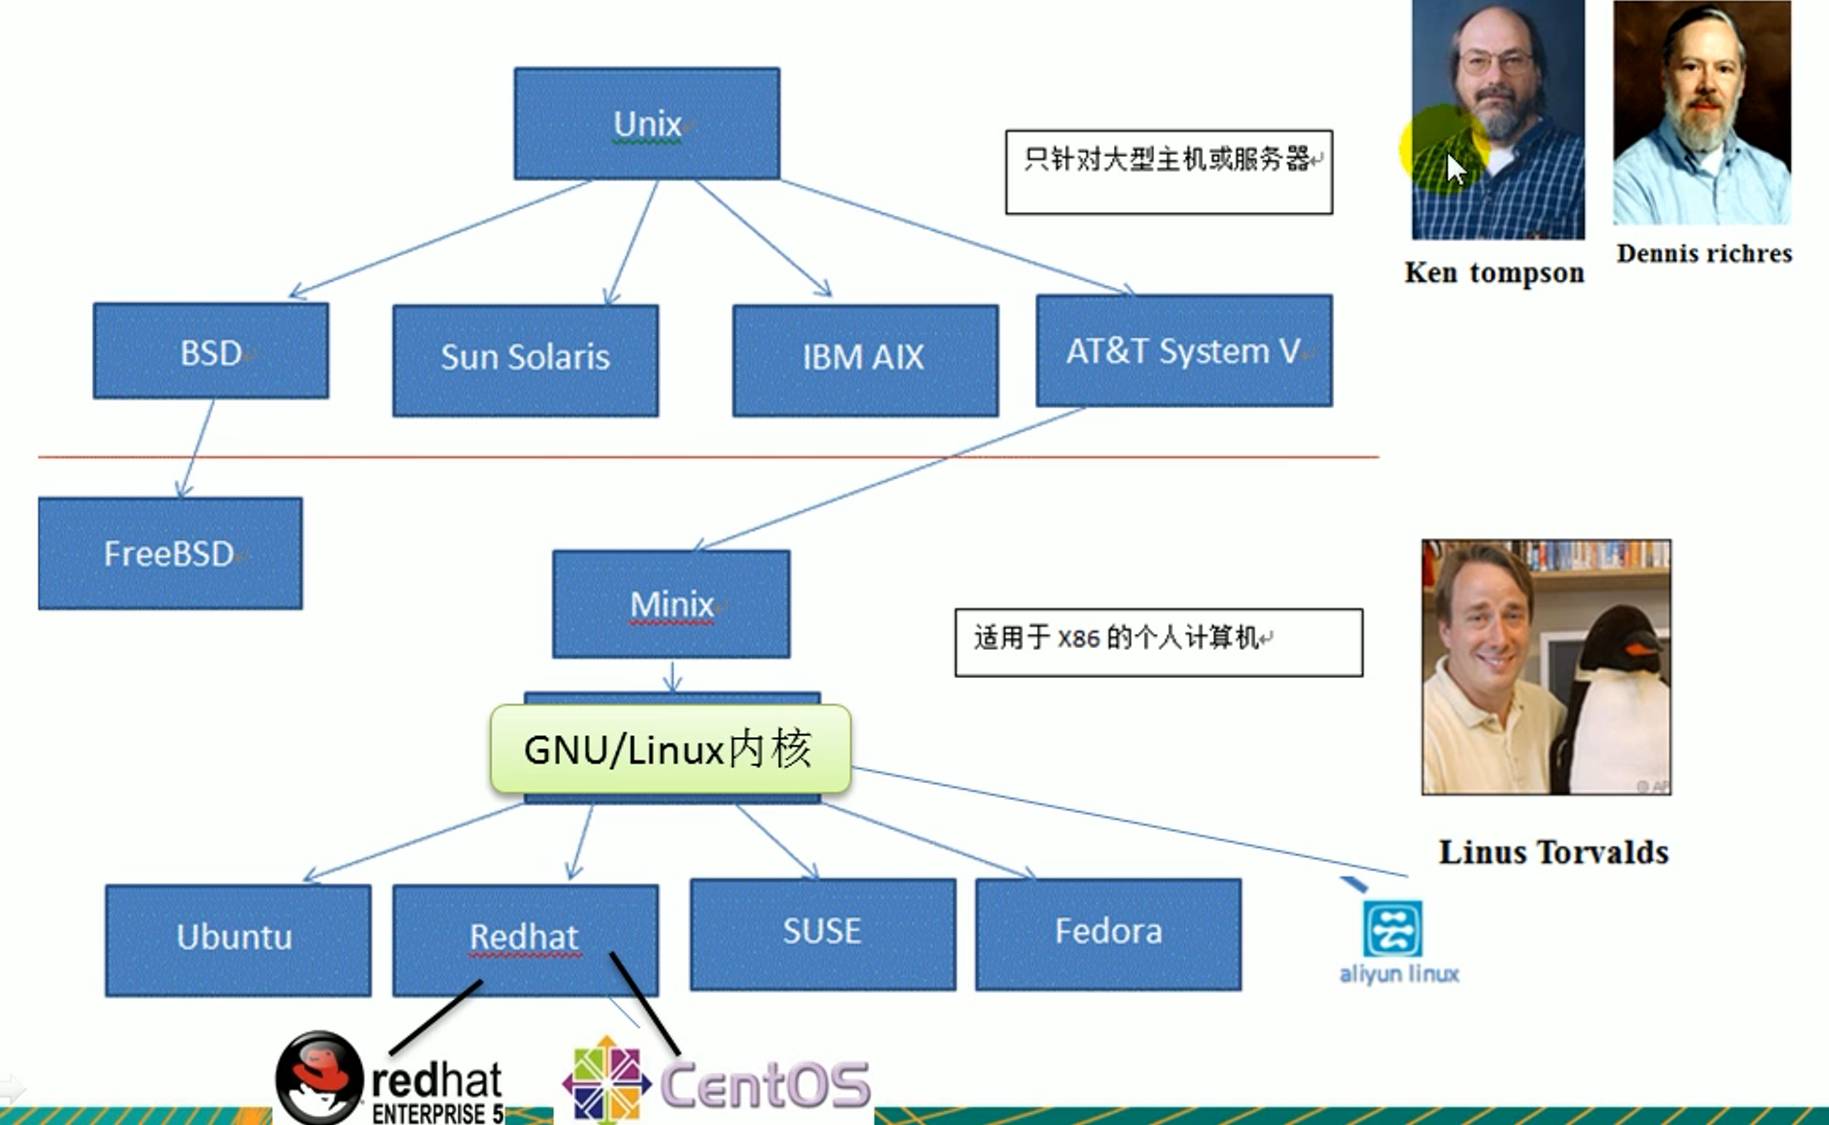 Unix
只针对大型主机或服务器
Ken tompson
Dennis richres
BSD
Sun Solaris
IBM AIX
AT&T System V
FreeBSD
Minix
适用于 X86 的个人计算机
GNU/Linux内核
© AP
Linus Torvalds
Ubuntu
Redhat
SUSE
Fedora
云
aliyun linux
redhat
ENTERPRISE 5
CentOS